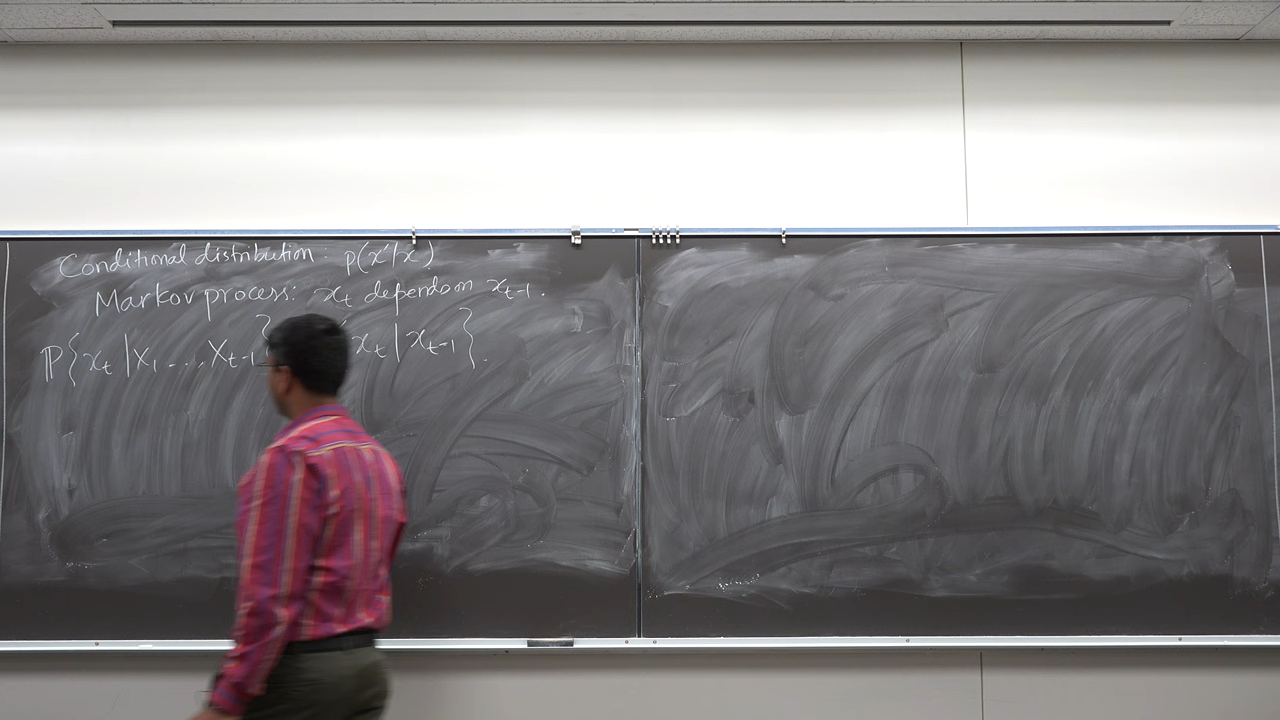 Conditional distribution: p(x'|x)
Markov process: x_t depends on x_{t-1}.
ℙ{x_t | X_1 ... X_{t-1}} x_t | x_{t-1}}.